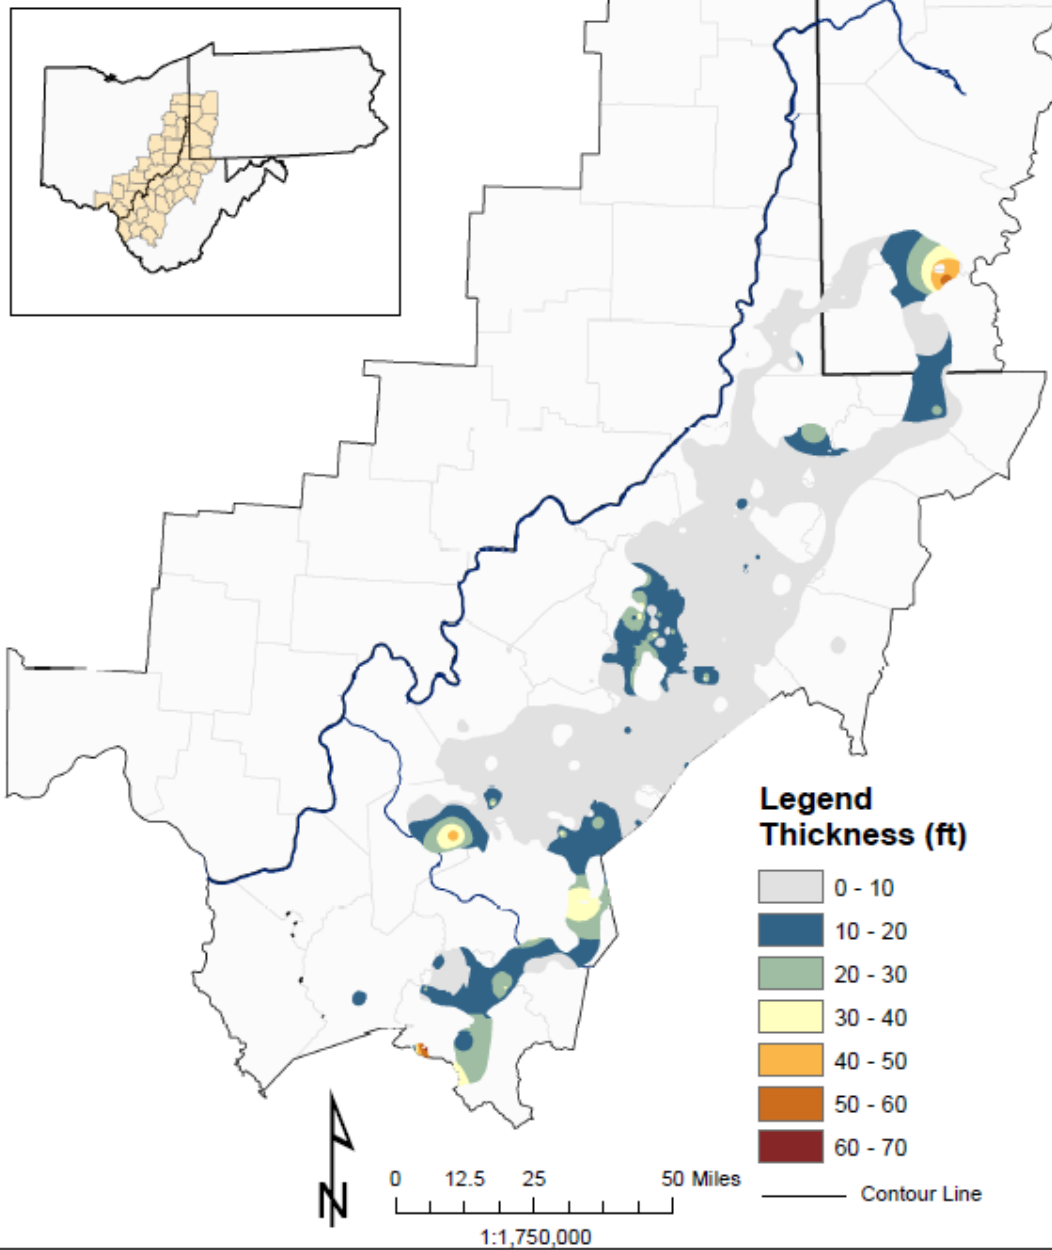 Legend
Thickness (ft)
0 - 10
10 - 20
20 - 30
30 - 40
40 - 50
50 - 60
60 - 70
Contour Line
N
0 12.5 25 50 Miles
1:1,750,000